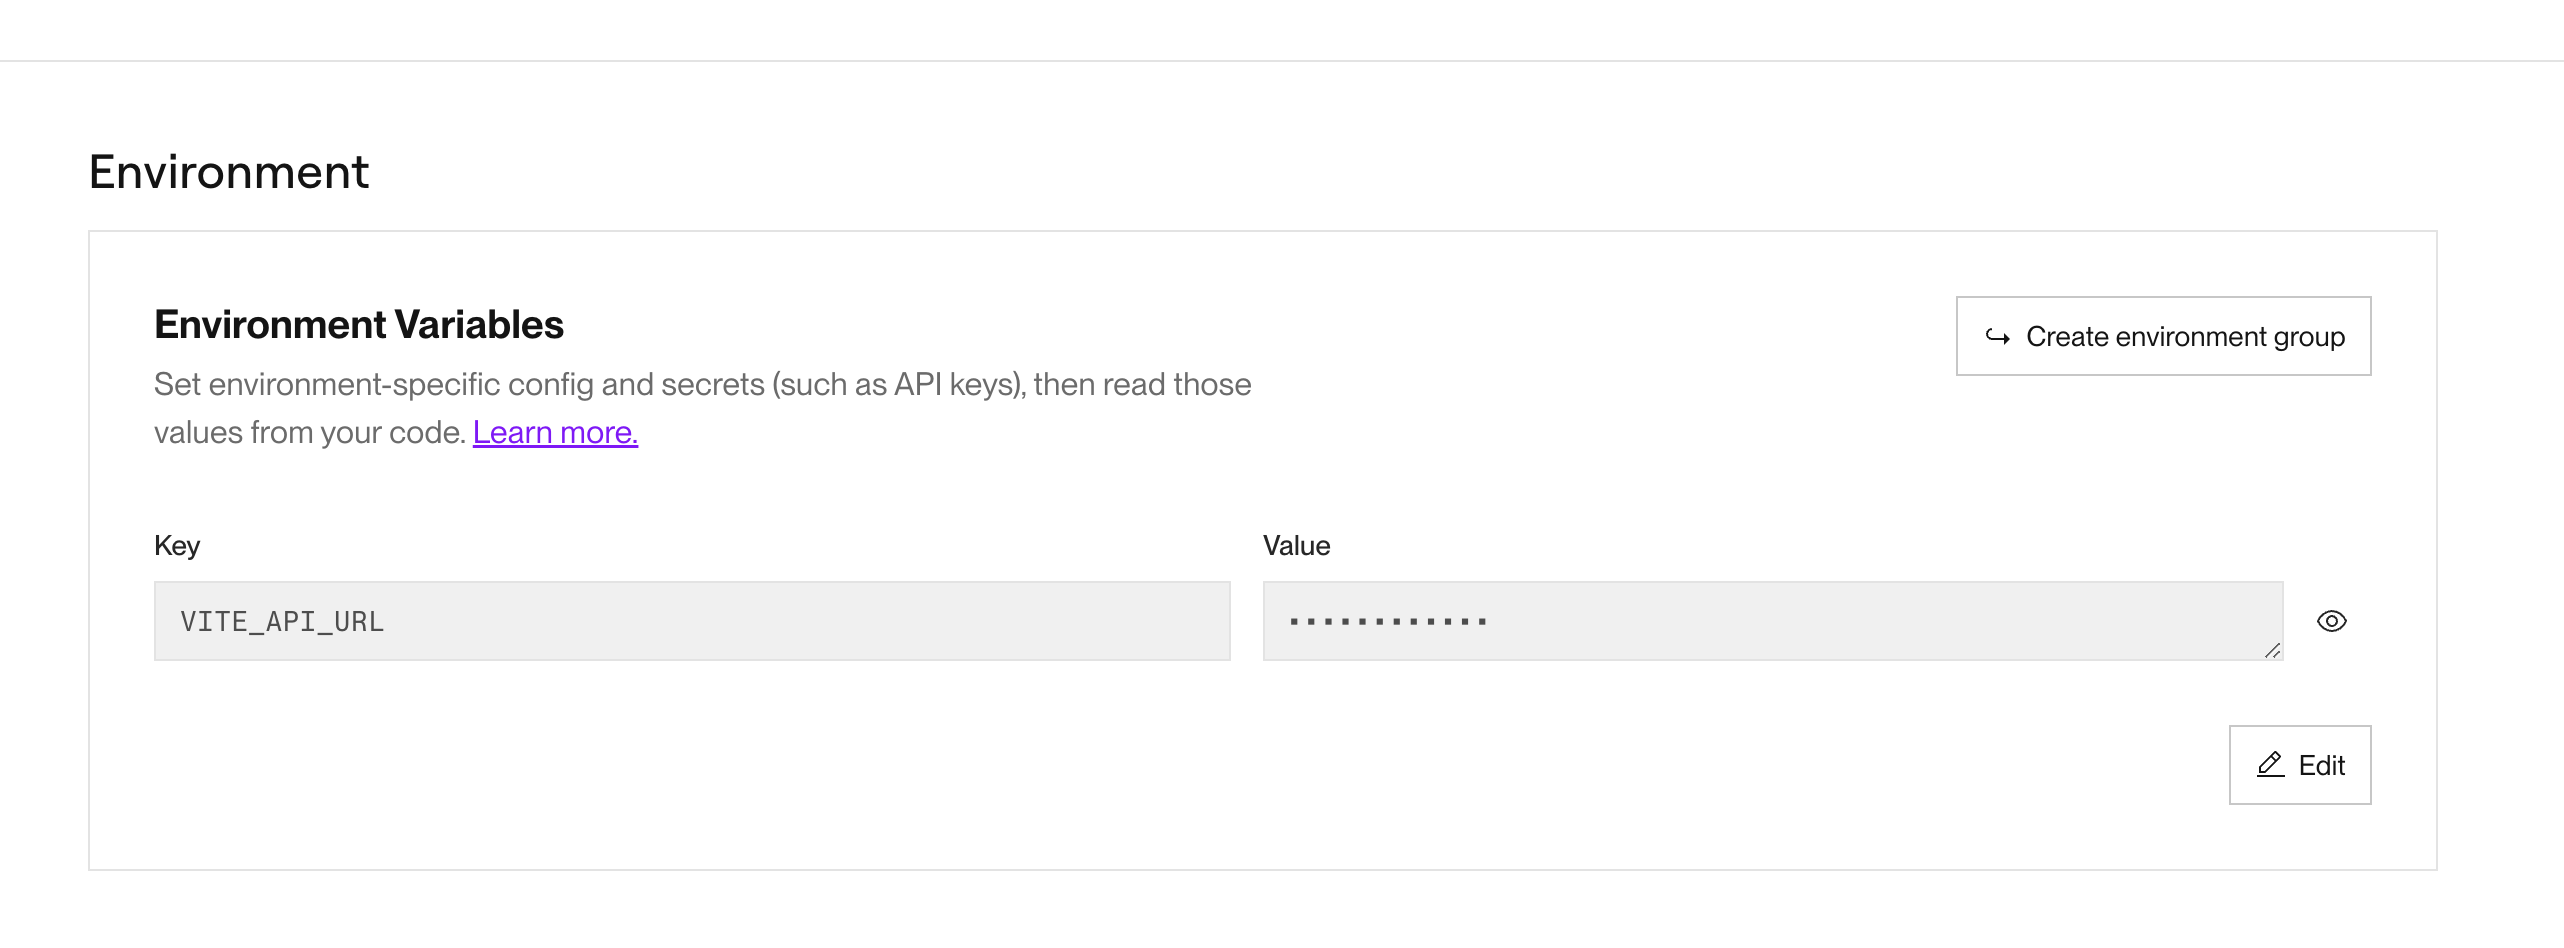 Environment
Environment Variables
Create environment group
Set environment-specific config and secrets (such as API keys), then read those
values from your code. Learn more.
Key
Value
VITE_API_URL
Edit